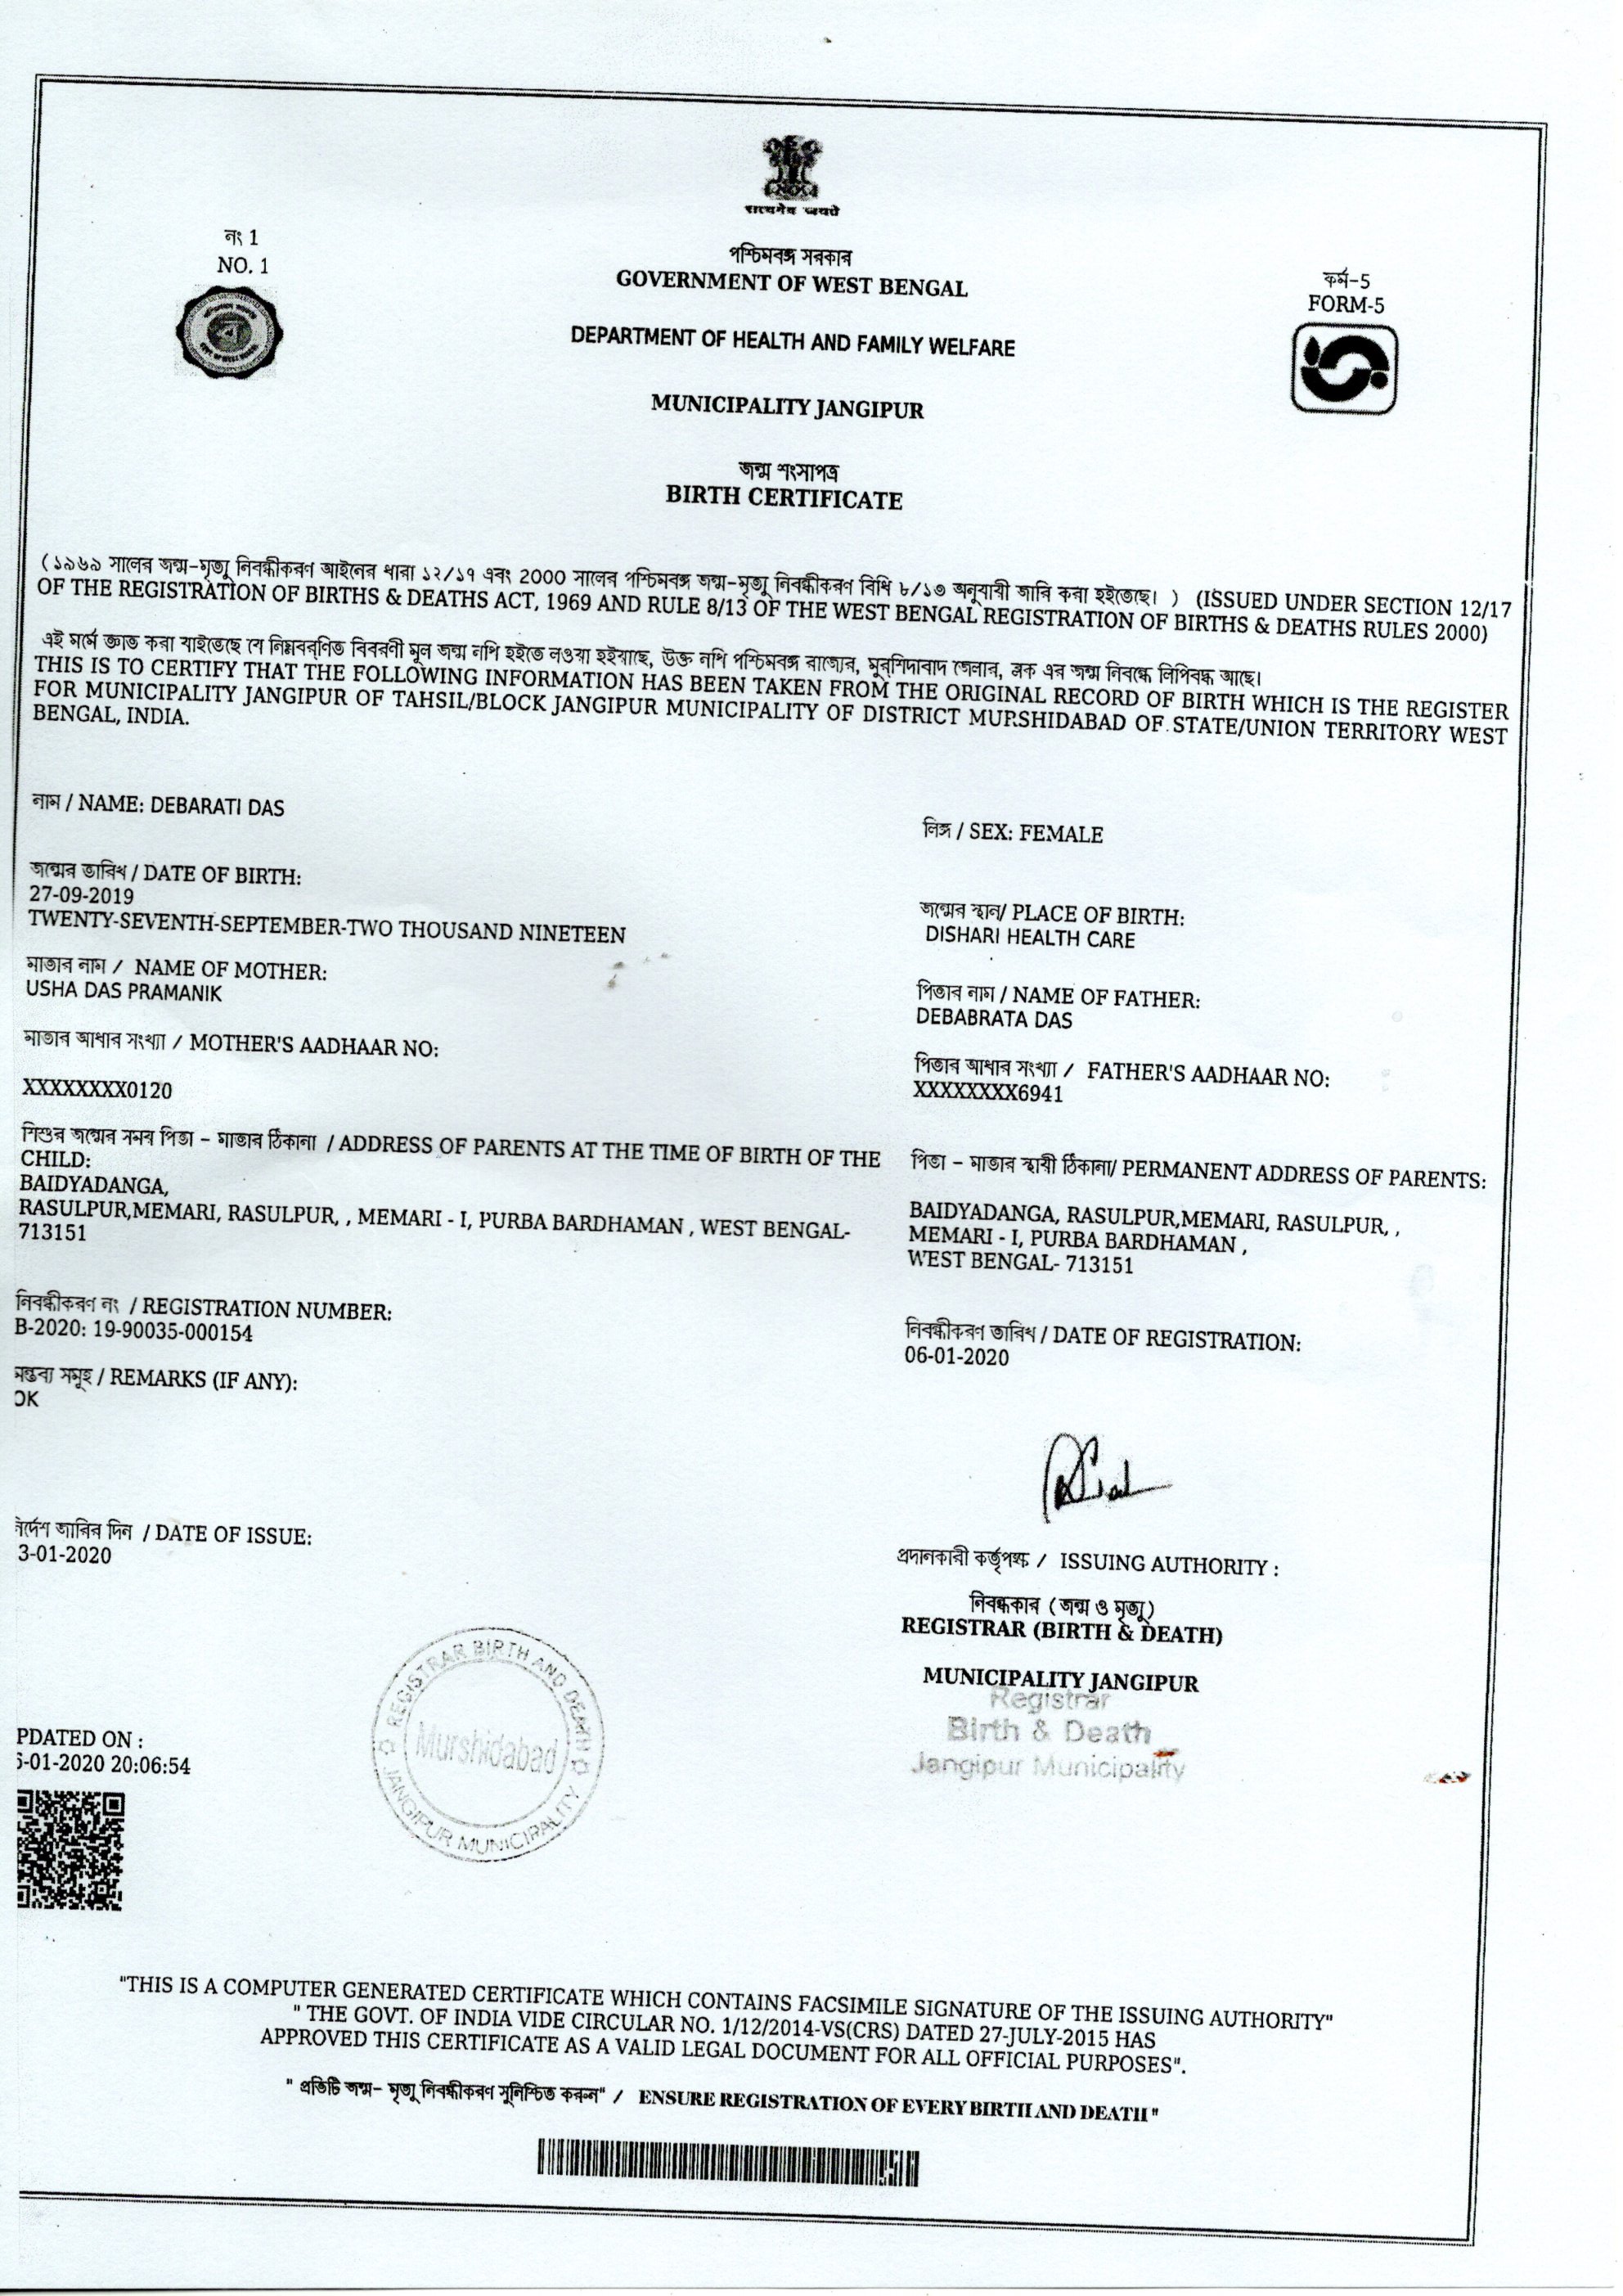 सत्यमेव जयते
নং 1
NO. 1
পশ্চিমবঙ্গ সরকার
GOVERNMENT OF WEST BENGAL
ফর্ম-5
FORM-5
DEPARTMENT OF HEALTH AND FAMILY WELFARE
MUNICIPALITY JANGIPUR
জন্ম শংসাপত্র
BIRTH CERTIFICATE
(১৯৬৯ সালের জন্ম-মৃত্যু নিবন্ধীকরণ আইনের ধারা ১২/১৭ এবং 2000 সালের পশ্চিমবঙ্গ জন্ম-মৃত্যু নিবন্ধীকরণ বিধি ৮/১৩ অনুযায়ী জারি করা হইতেছে। ) (ISSUED UNDER SECTION 12/17
OF THE REGISTRATION OF BIRTHS & DEATHS ACT, 1969 AND RULE 8/13 OF THE WEST BENGAL REGISTRATION OF BIRTHS & DEATHS RULES 2000)
এই মর্মে জ্ঞাত করা যাইতেছে যে নিম্নবর্ণিত বিবরণী মূল জন্ম নথি হইতে লওয়া হইয়াছে, উক্ত নথি পশ্চিমবঙ্গ রাজ্যের, মুর্শিদাবাদ জেলার, ব্লক এর জন্ম নিবন্ধে লিপিবদ্ধ আছে।
THIS IS TO CERTIFY THAT THE FOLLOWING INFORMATION HAS BEEN TAKEN FROM THE ORIGINAL RECORD OF BIRTH WHICH IS THE REGISTER
FOR MUNICIPALITY JANGIPUR OF TAHSIL/BLOCK JANGIPUR MUNICIPALITY OF DISTRICT MURSHIDABAD OF STATE/UNION TERRITORY WEST
BENGAL, INDIA.
নাম / NAME: DEBARATI DAS
লিঙ্গ / SEX: FEMALE
জন্মের তারিখ / DATE OF BIRTH:
27-09-2019
TWENTY-SEVENTH-SEPTEMBER-TWO THOUSAND NINETEEN
জন্মের স্থান/ PLACE OF BIRTH:
DISHARI HEALTH CARE
মাতার নাম / NAME OF MOTHER:
USHA DAS PRAMANIK
পিতার নাম / NAME OF FATHER:
DEBABRATA DAS
মাতার আধার সংখ্যা / MOTHER'S AADHAAR NO:
XXXXXXXX0120
পিতার আধার সংখ্যা / FATHER'S AADHAAR NO:
XXXXXXXX6941
শিশুর জন্মের সময় পিতা - মাতার ঠিকানা / ADDRESS OF PARENTS AT THE TIME OF BIRTH OF THE
CHILD:
BAIDYADANGA,
RASULPUR,MEMARI, RASULPUR, , MEMARI - I, PURBA BARDHAMAN , WEST BENGAL-
713151
পিতা - মাতার স্থায়ী ঠিকানা/ PERMANENT ADDRESS OF PARENTS:
BAIDYADANGA, RASULPUR,MEMARI, RASULPUR, ,
MEMARI - I, PURBA BARDHAMAN ,
WEST BENGAL- 713151
নিবন্ধীকরণ নং / REGISTRATION NUMBER:
B-2020: 19-90035-000154
নিবন্ধীকরণ তারিখ / DATE OF REGISTRATION:
06-01-2020
মন্তব্য সমূহ / REMARKS (IF ANY):
OK
নির্দেশ জারির দিন / DATE OF ISSUE:
3-01-2020
প্রদানকারী কর্তৃপক্ষ / ISSUING AUTHORITY :
নিবন্ধকার (জন্ম ও মৃত্যু)
REGISTRAR (BIRTH & DEATH)
MUNICIPALITY JANGIPUR
Registrar
Birth & Death
Jangipur Municipality
REGISTRAR BIRTH AND DEATH
Murshidabad
JANGIPUR MUNICIPALITY
PDATED ON :
-01-2020 20:06:54
"THIS IS A COMPUTER GENERATED CERTIFICATE WHICH CONTAINS FACSIMILE SIGNATURE OF THE ISSUING AUTHORITY"
" THE GOVT. OF INDIA VIDE CIRCULAR NO. 1/12/2014-VS(CRS) DATED 27-JULY-2015 HAS
APPROVED THIS CERTIFICATE AS A VALID LEGAL DOCUMENT FOR ALL OFFICIAL PURPOSES".
" প্রতিটি জন্ম- মৃত্যু নিবন্ধীকরণ সুনিশ্চিত করুন" / ENSURE REGISTRATION OF EVERY BIRTH AND DEATH "